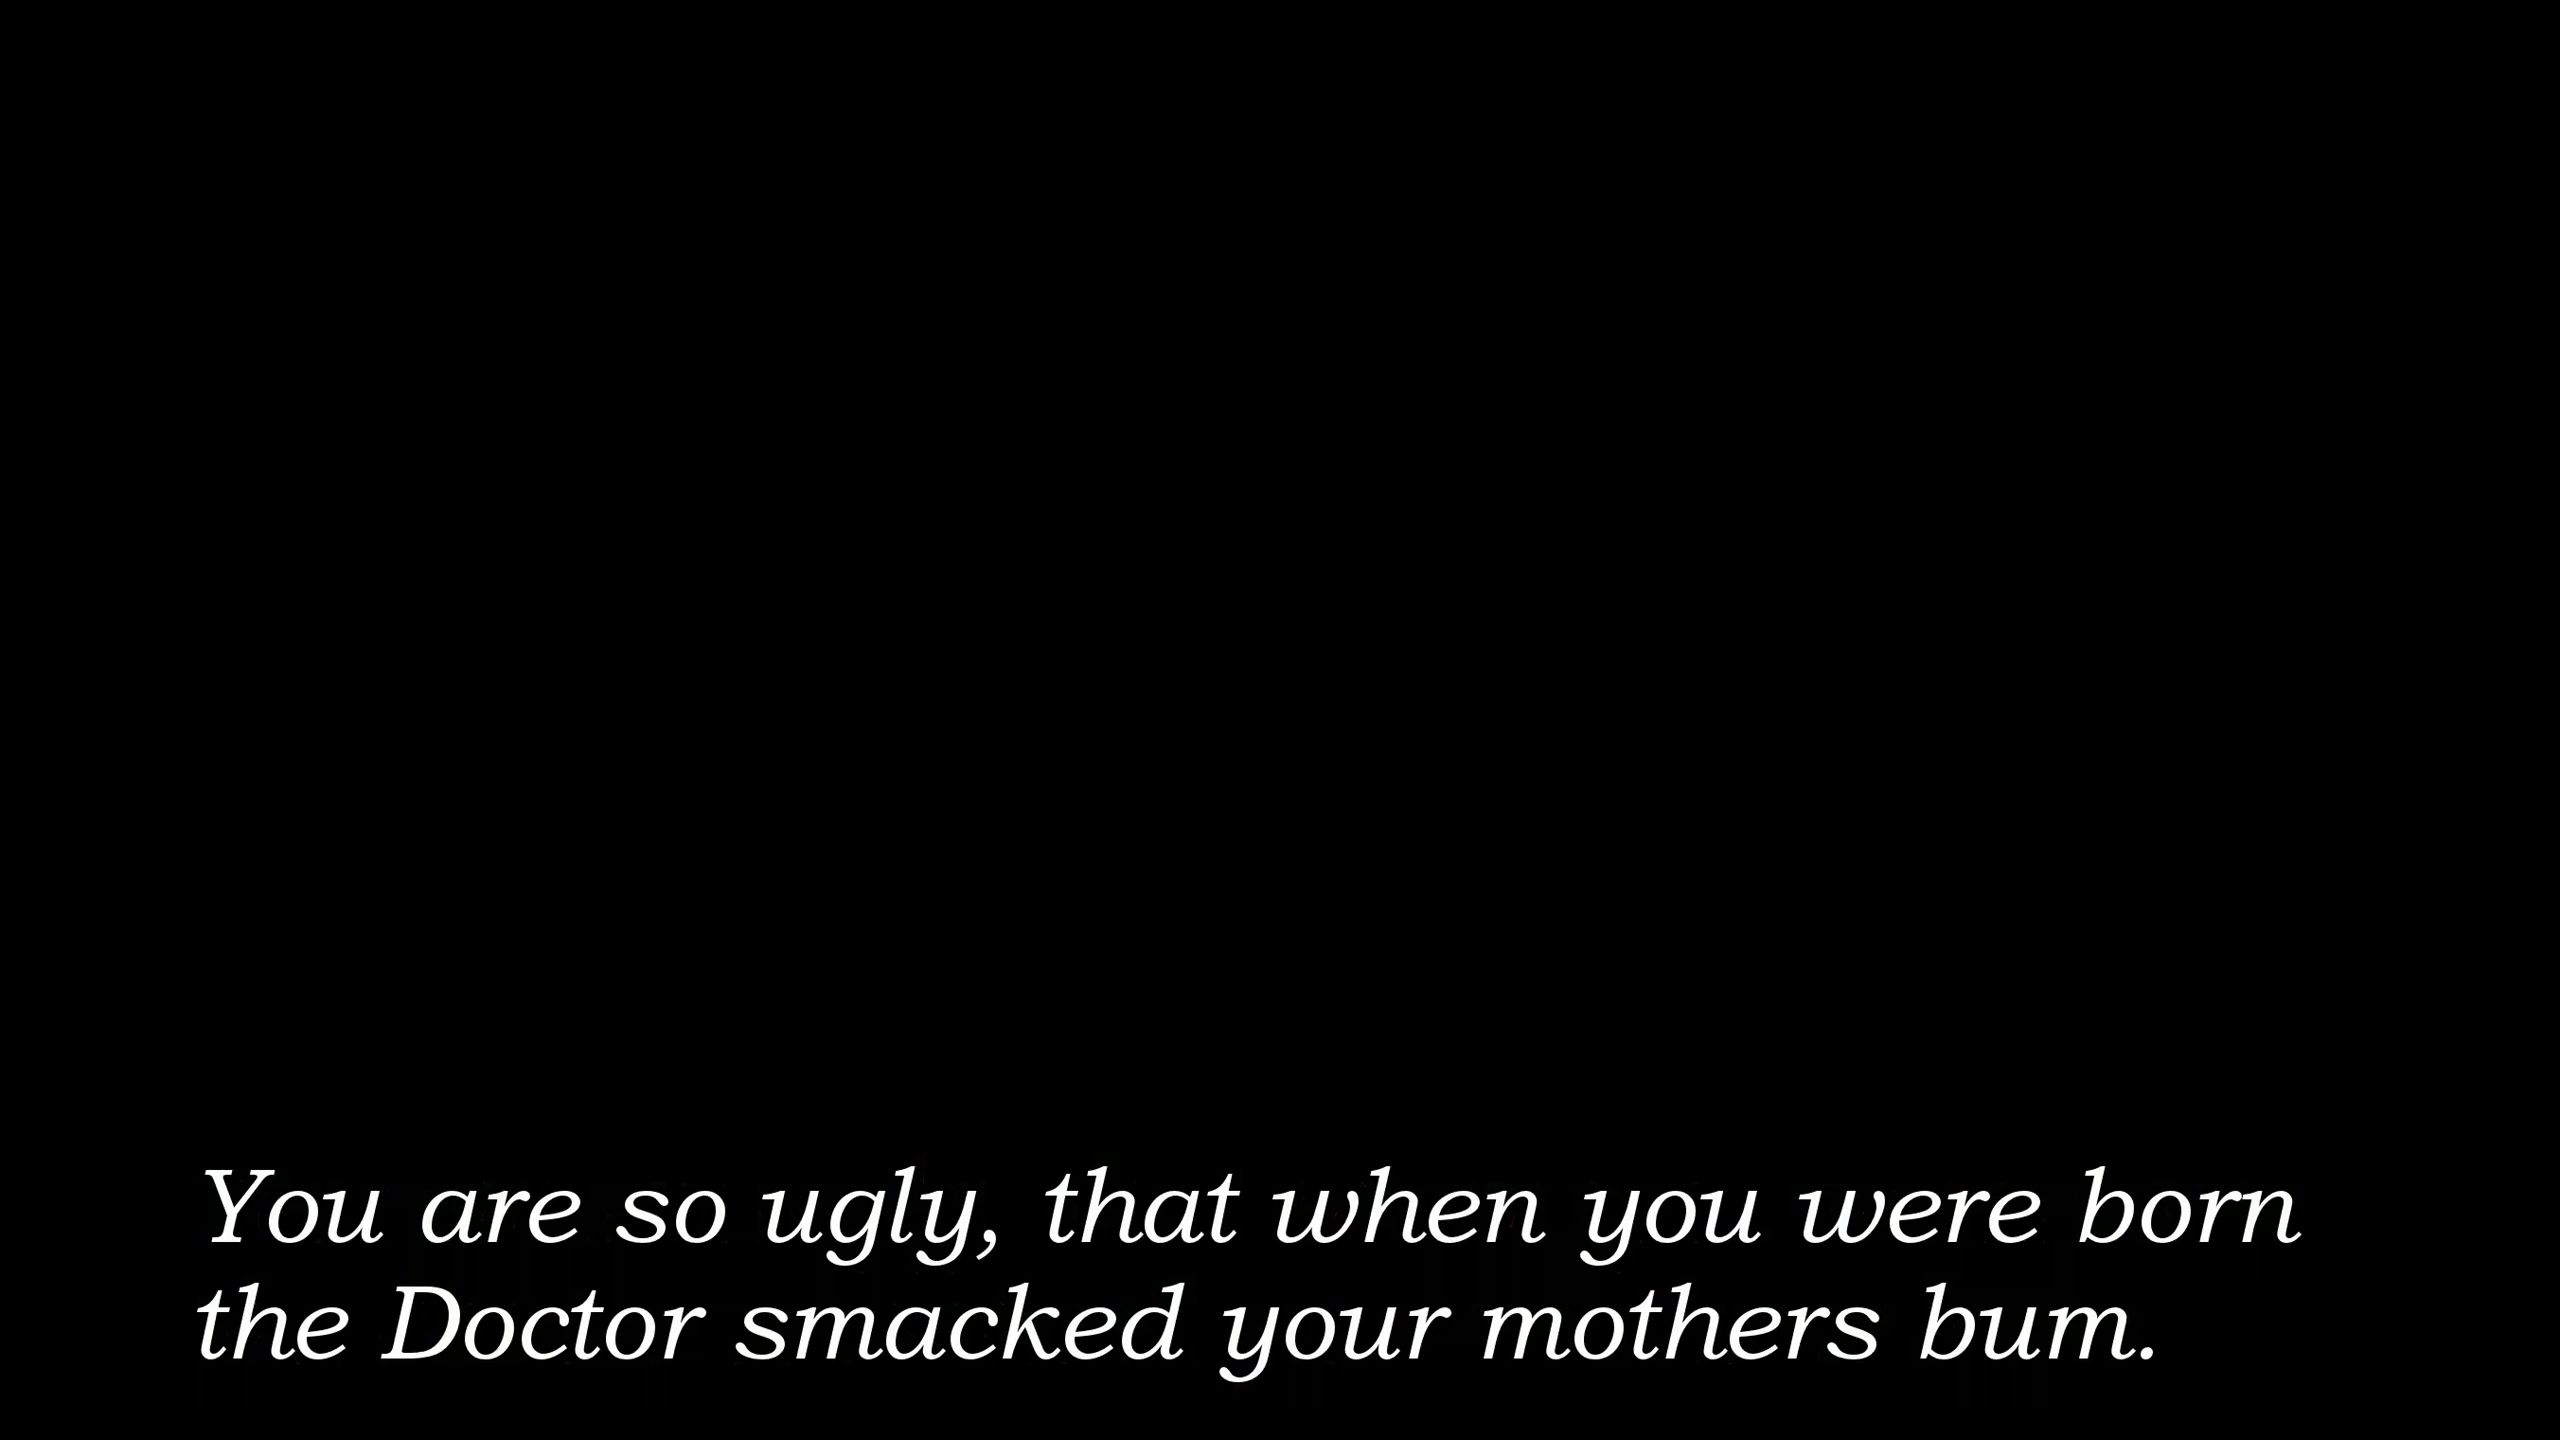 You are so ugly, that when you were born
the Doctor smacked your mothers bum.